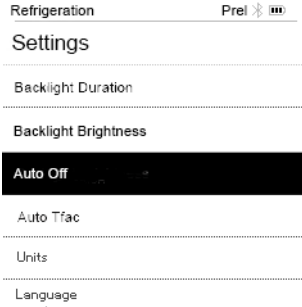 Refrigeration Prel
Settings
Backlight Duration
Backlight Brightness
Auto Off
Auto Tfac
Units
Language